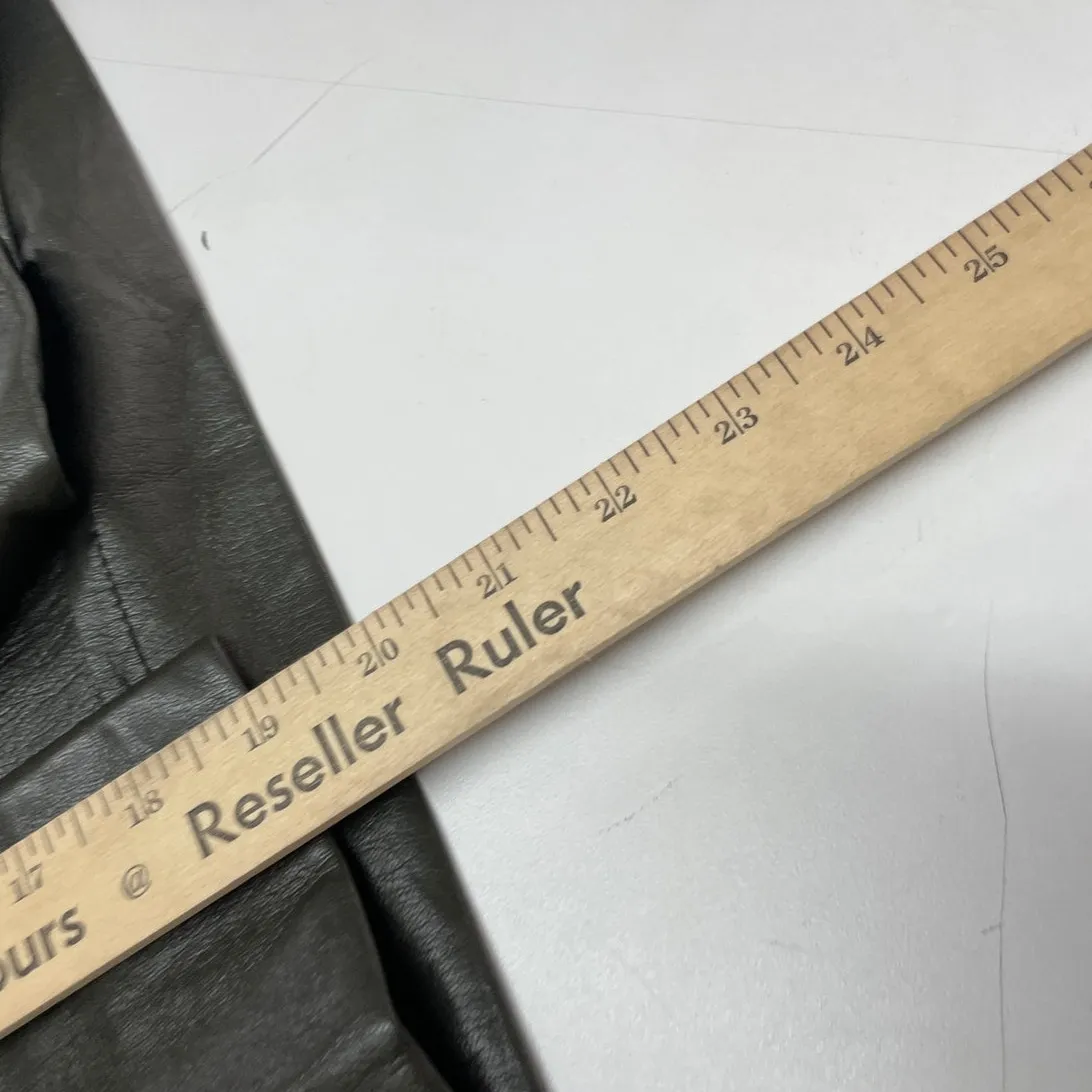 17 18 19 20 21 22 23 24 25
ours @ Reseller Ruler